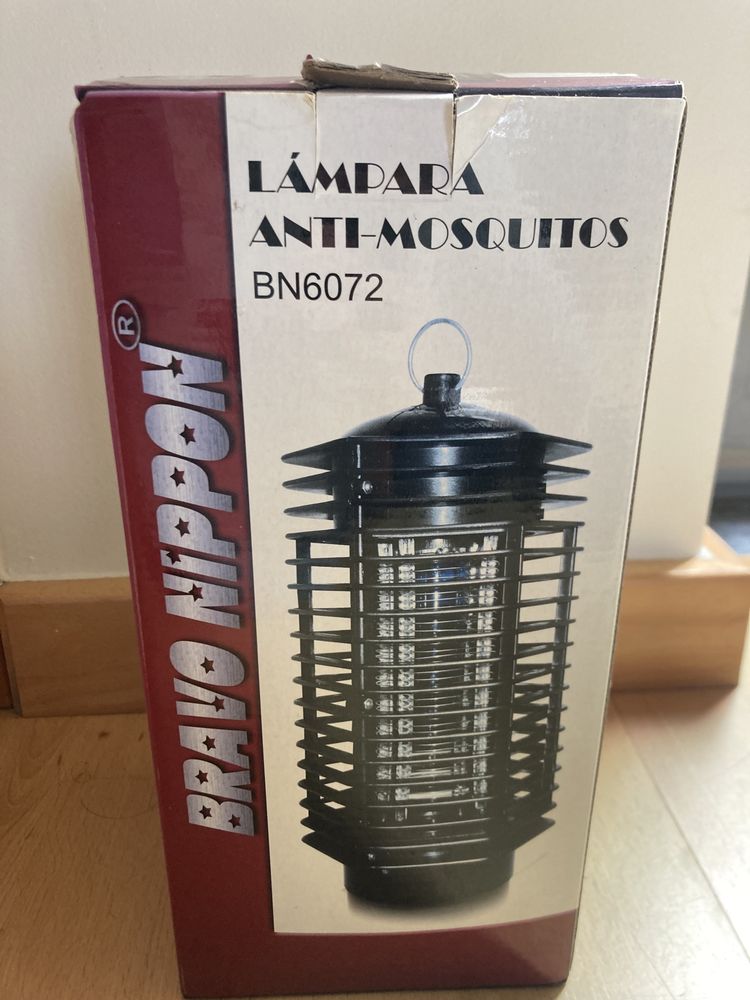 LÁMPARA
ANTI-MOSQUITOS
BN6072
BRAVO NIPPON®